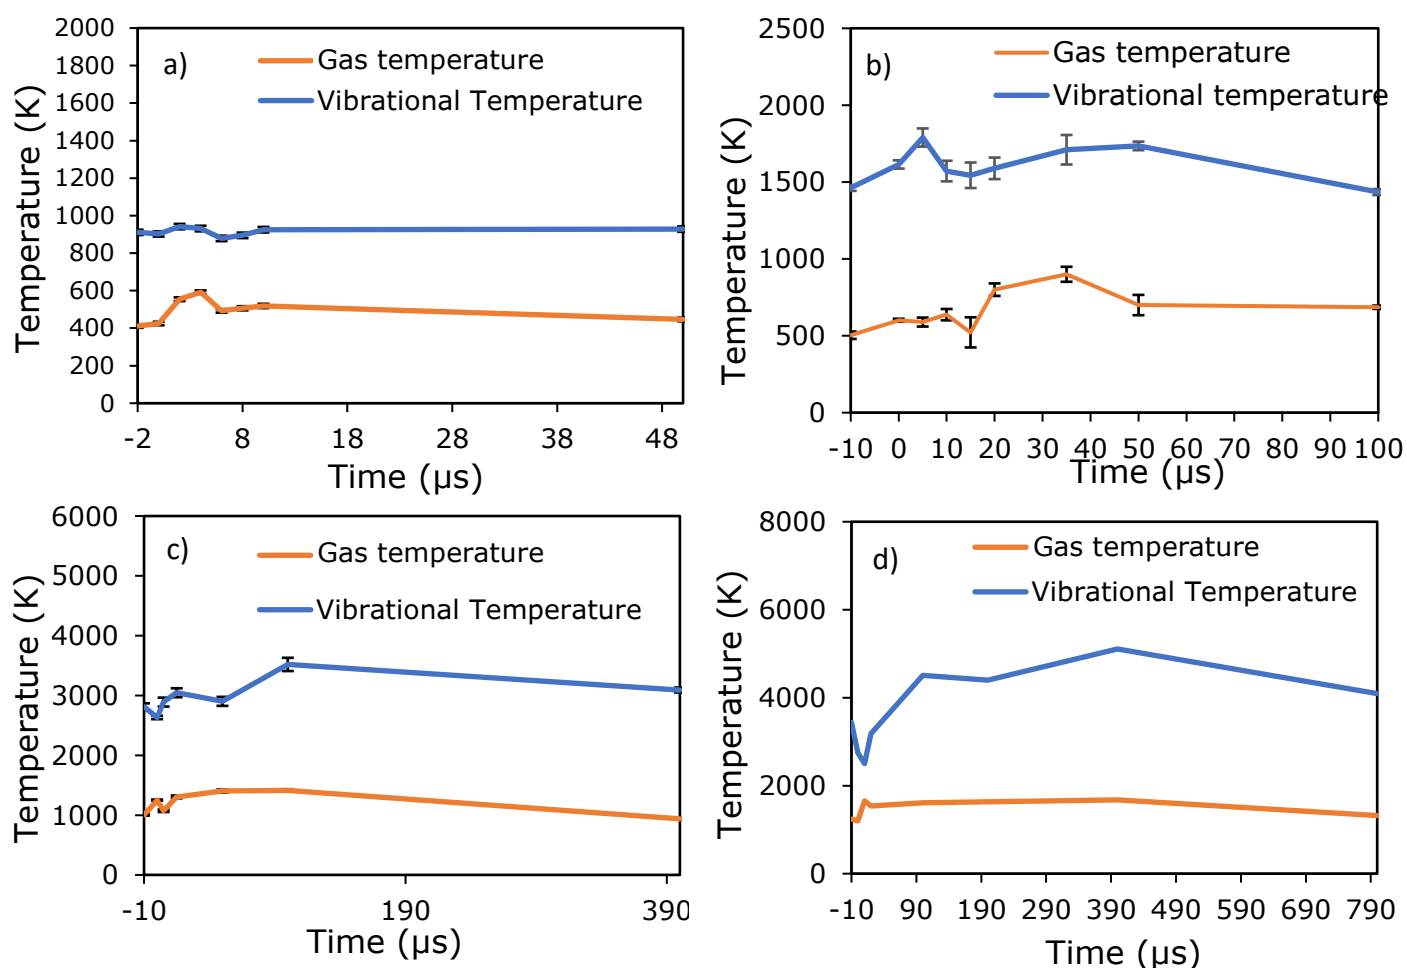 a)
Gas temperature
Vibrational Temperature
Temperature (K)
2000
1800
1600
1400
1200
1000
800
600
400
200
0
-2 8 18 28 38 48
Time (μs)
b)
Gas temperature
Vibrational temperature
Temperature (K)
2500
2000
1500
1000
500
0
-10 0 10 20 30 40 50 60 70 80 90 100
Time (μs)
c)
Gas temperature
Vibrational Temperature
Temperature (K)
6000
5000
4000
3000
2000
1000
0
-10 190 390
Time (μs)
d)
Gas temperature
Vibrational Temperature
Temperature (K)
8000
6000
4000
2000
0
-10 90 190 290 390 490 590 690 790
Time (μs)